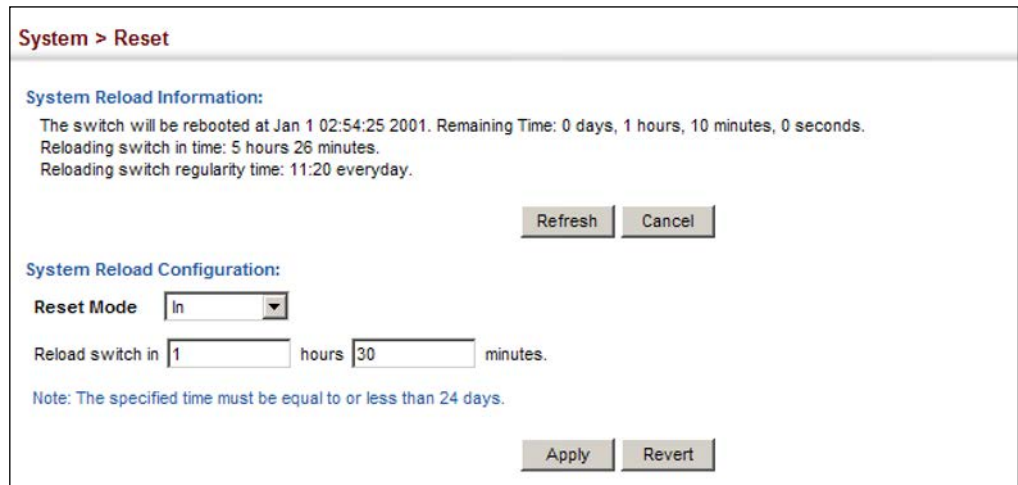 System > Reset
System Reload Information:
The switch will be rebooted at Jan 1 02:54:25 2001. Remaining Time: 0 days, 1 hours, 10 minutes, 0 seconds.
Reloading switch in time: 5 hours 26 minutes.
Reloading switch regularity time: 11:20 everyday.
Refresh Cancel
System Reload Configuration:
Reset Mode In
Reload switch in 1 hours 30 minutes.
Note: The specified time must be equal to or less than 24 days.
Apply Revert